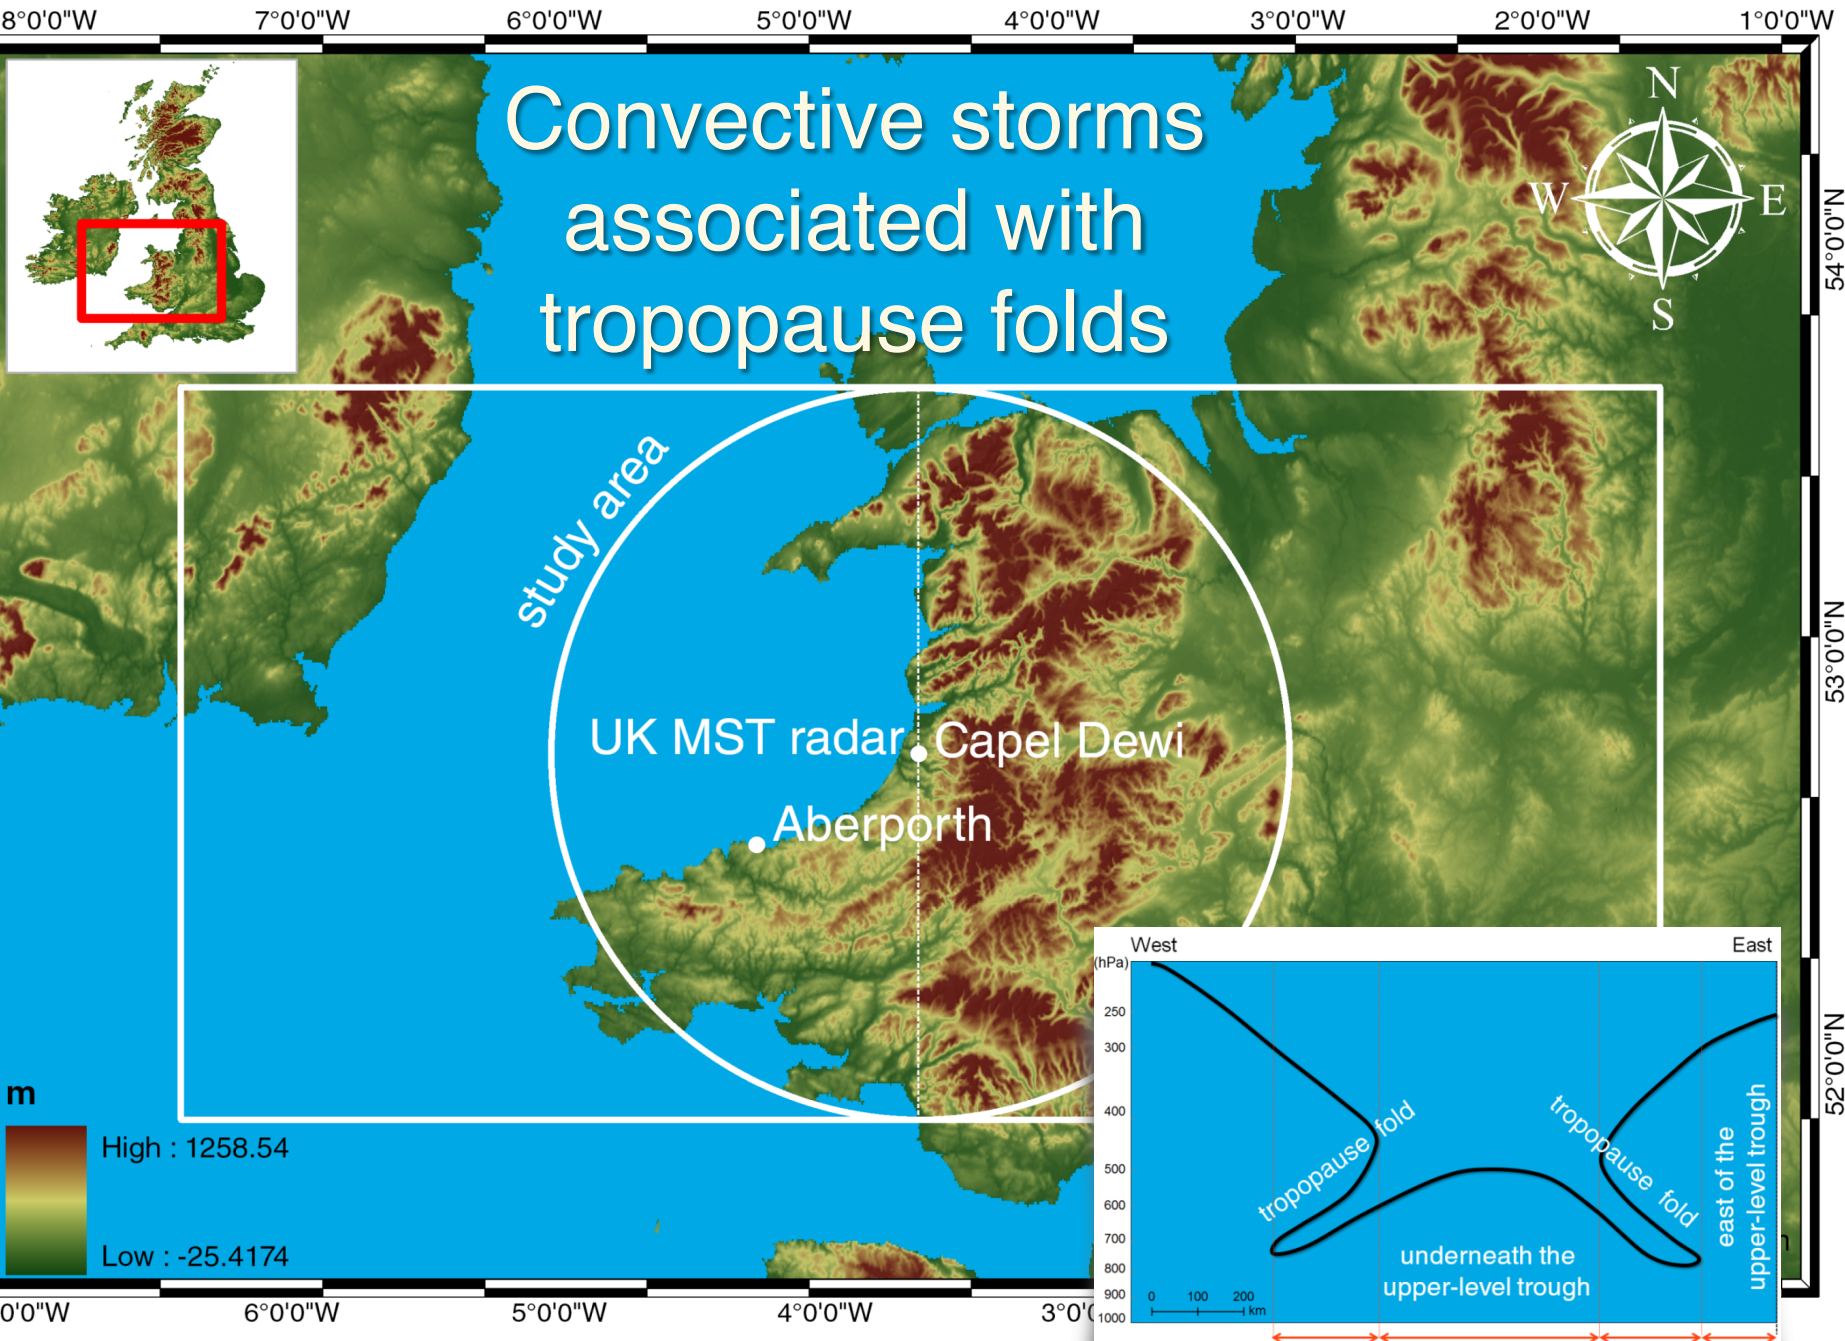 8°0'0"W 7°0'0"W 6°0'0"W 5°0'0"W 4°0'0"W 3°0'0"W 2°0'0"W 1°0'0"W
Convective storms
associated with
tropopause folds
N
W E
S
54°0'0"N
53°0'0"N
52°0'0"N
study area
UK MST radar
Capel Dewi
Aberporth
m
High : 1258.54
Low : -25.4174
0'0"W 6°0'0"W 5°0'0"W 4°0'0"W 3°0'0
West East
(hPa)
250
300
400
500
600
700
800
900
1000
tropopause fold
tropopause fold
east of the
upper-level trough
underneath the
upper-level trough
0 100 200
km